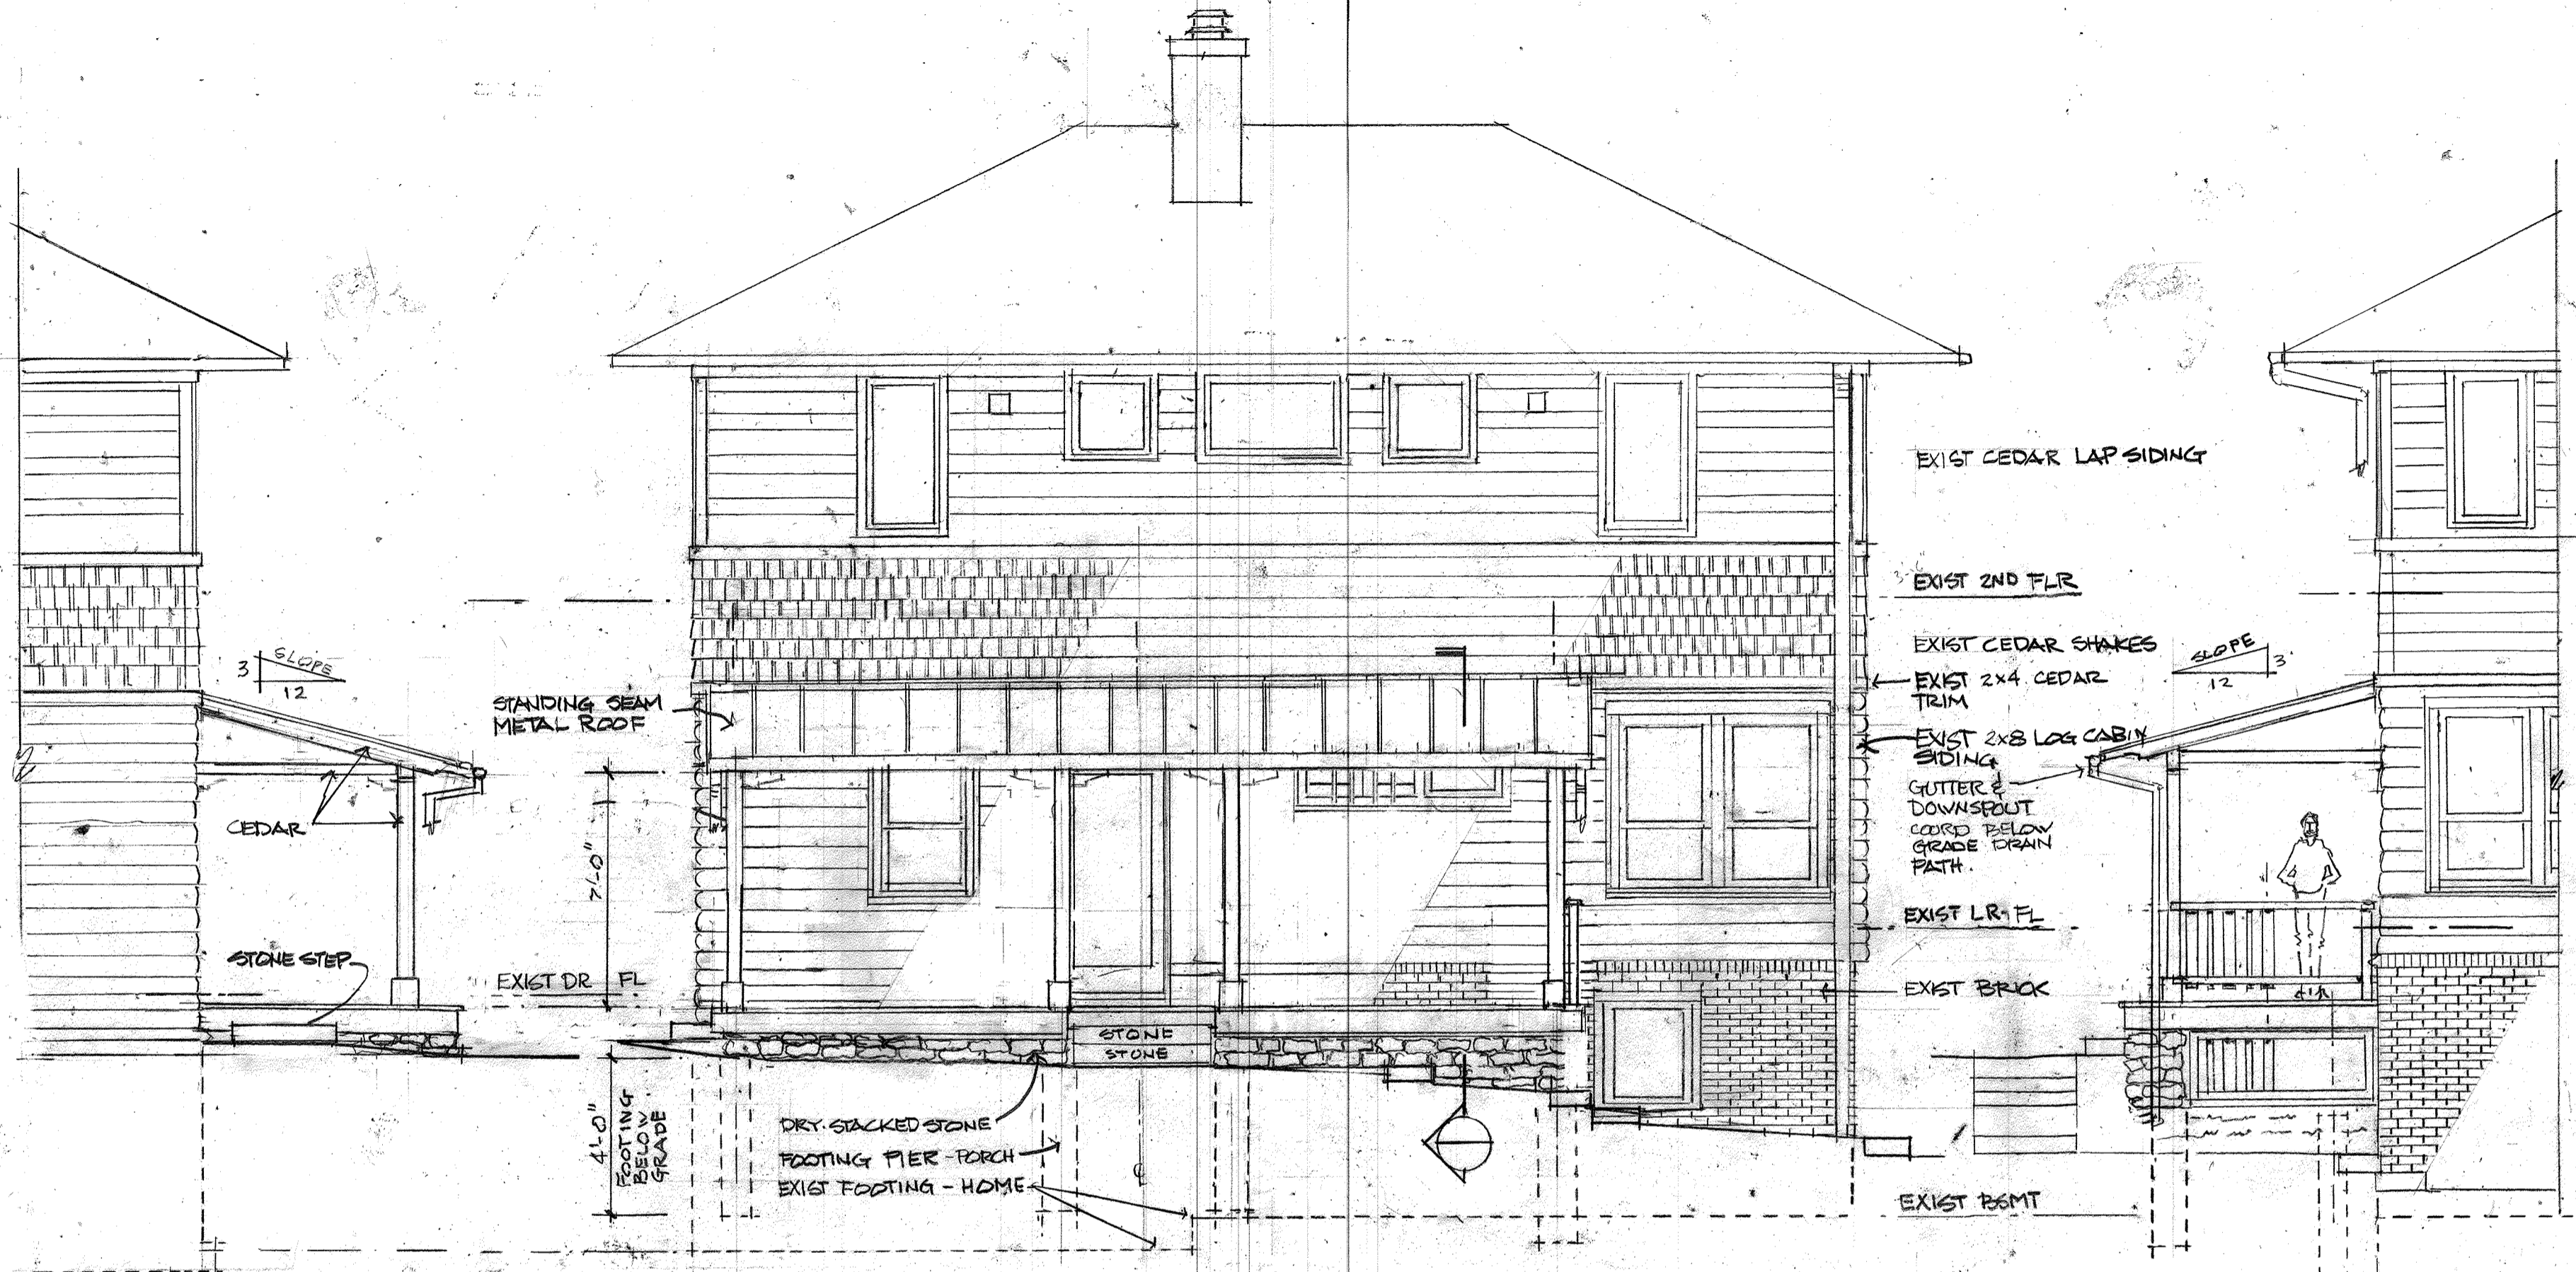 EXIST CEDAR LAP SIDING
EXIST 2ND FLR
EXIST CEDAR SHAKES
EXIST 2x4 CEDAR
TRIM
EXIST 2x8 LOG CABIN
SIDING
GUTTER &
DOWNSPOUT
COORD BELOW
GRADE DRAIN
PATH.
EXIST LR-FL
EXIST BRICK
EXIST BSMT
SLOPE
3
12
SLOPE
3
12
STANDING SEAM
METAL ROOF
CEDAR
7'-0"
STONE STEP
EXIST DR FL
STONE
STONE
4'-0"
FOOTING
BELOW
GRADE
DRY-STACKED STONE
FOOTING PIER - PORCH
EXIST FOOTING - HOME